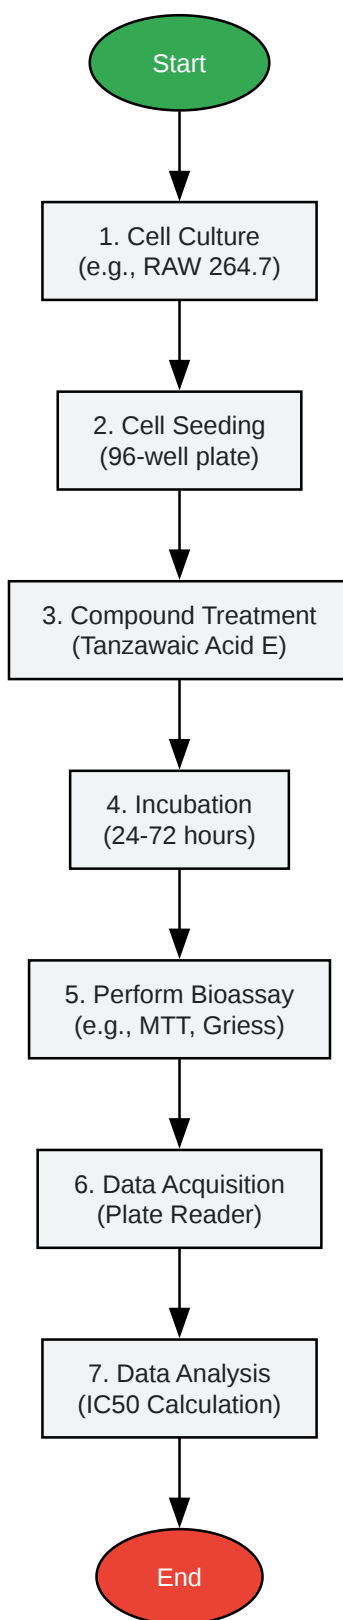 Start
1. Cell Culture
(e.g., RAW 264.7)
2. Cell Seeding
(96-well plate)
3. Compound Treatment
(Tanzawaic Acid E)
4. Incubation
(24-72 hours)
5. Perform Bioassay
(e.g., MTT, Griess)
6. Data Acquisition
(Plate Reader)
7. Data Analysis
(IC50 Calculation)
End